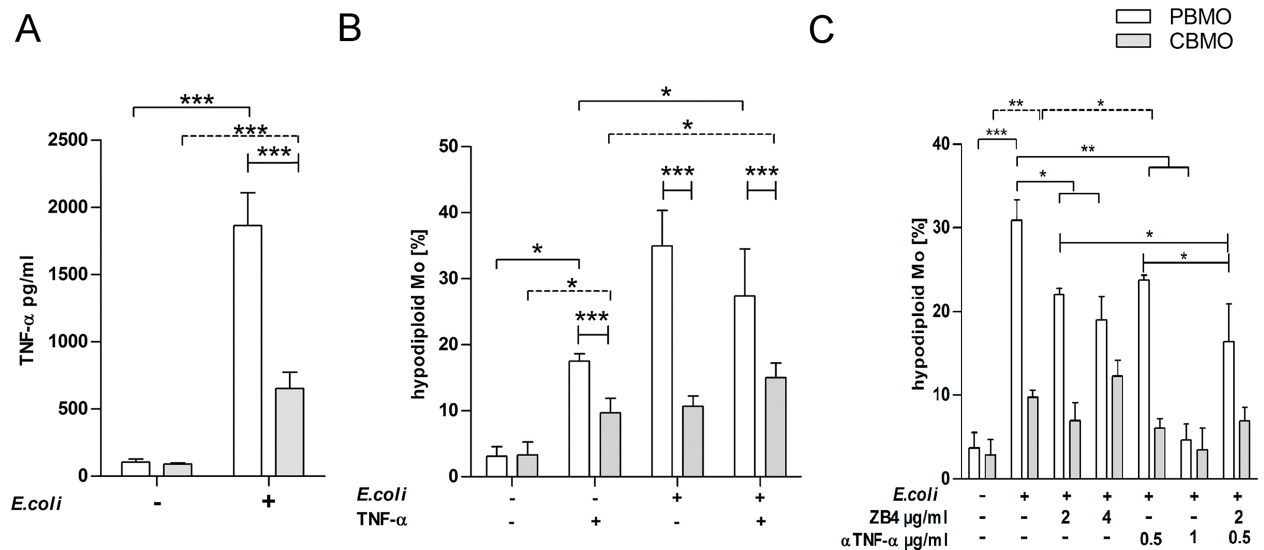 A
B
C
PBMO
CBMO
***
***
***
2500
2000
1500
1000
500
0
TNF-α pg/ml
E.coli - +
*
*
***
***
*
*
***
50
40
30
20
10
0
hypodiploid Mo [%]
E.coli - - + +
TNF-α - + - +
** *
***
**
*
*
*
40
30
20
10
0
hypodiploid Mo [%]
E.coli - + + + + + +
ZB4 µg/ml - - 2 4 - - 2
αTNF-α µg/ml - - - - 0.5 1 0.5